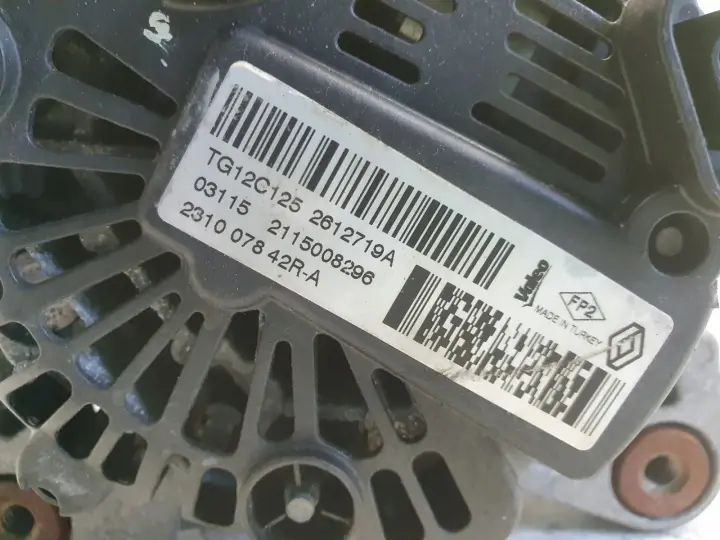 TG12C125 2612719A
03115 2115008296
2310 078 42R-A
Valeo
FP2
MADE IN TURKEY